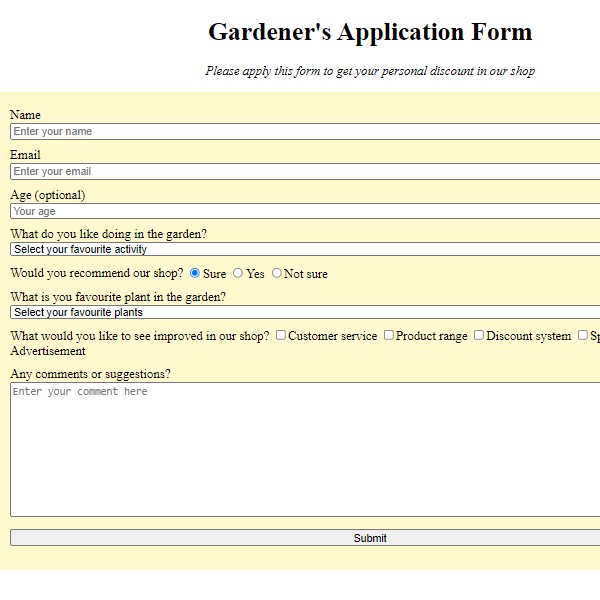 Gardener's Application Form
Please apply this form to get your personal discount in our shop
Name
Enter your name
Email
Enter your email
Age (optional)
Your age
What do you like doing in the garden?
Select your favourite activity
Would you recommend our shop? Sure Yes Not sure
What is you favourite plant in the garden?
Select your favourite plants
What would you like to see improved in our shop? Customer service Product range Discount system
Advertisement
Any comments or suggestions?
Enter your comment here
Submit